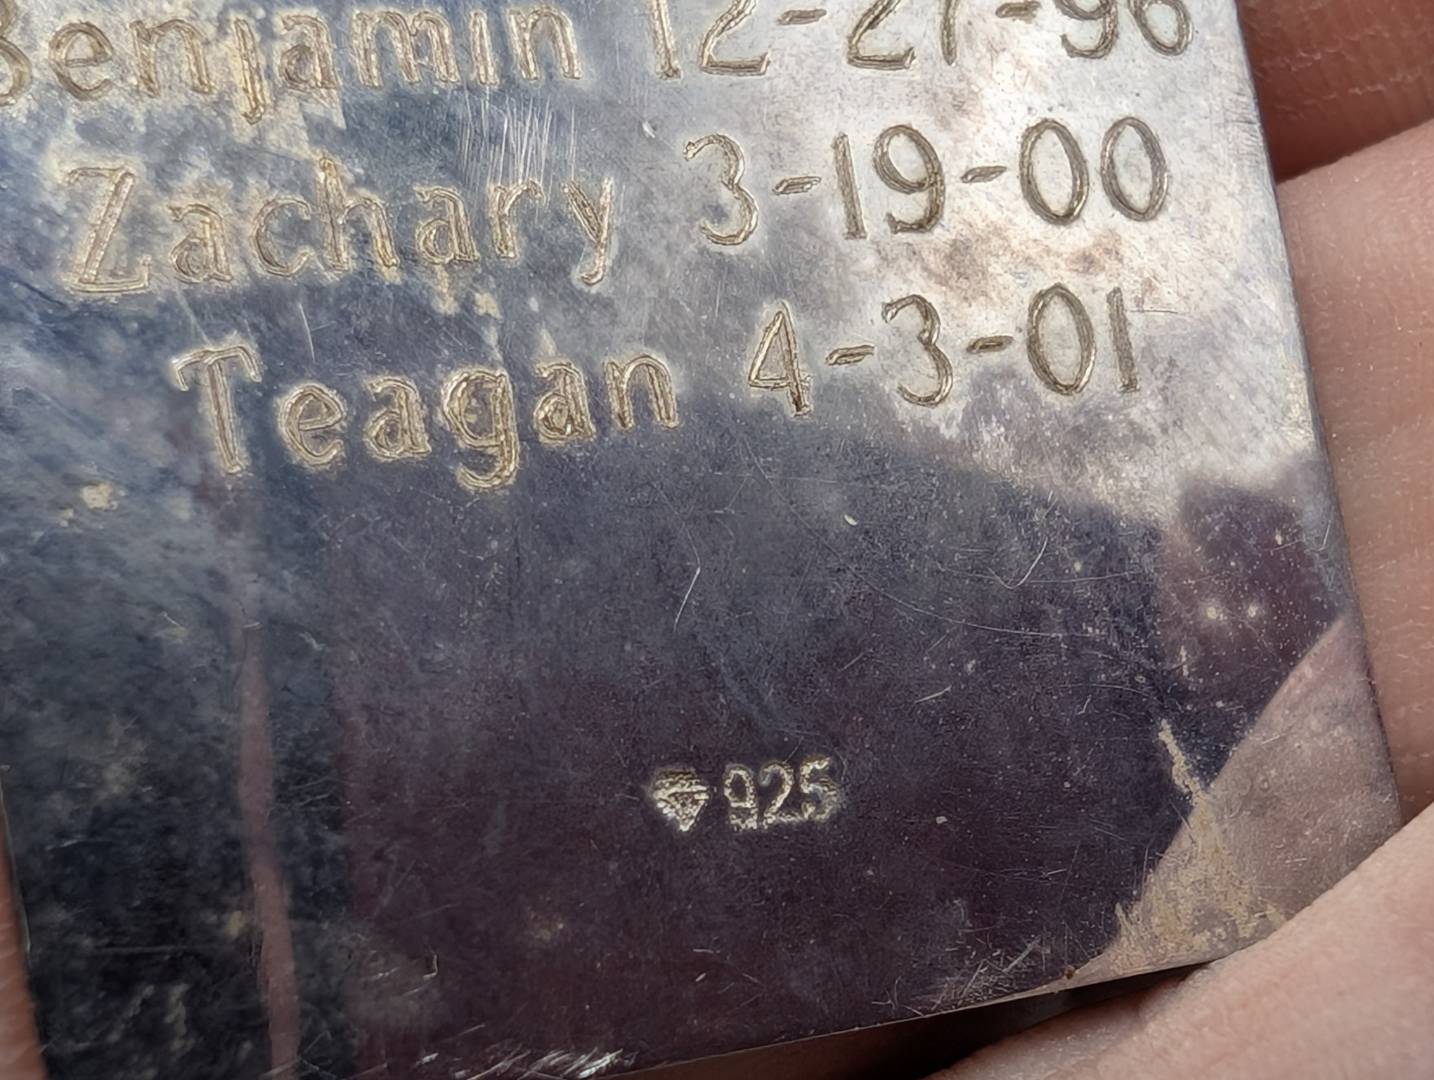 Benjamin 12-27-96
Zachary 3-19-00
Teagan 4-3-01
925